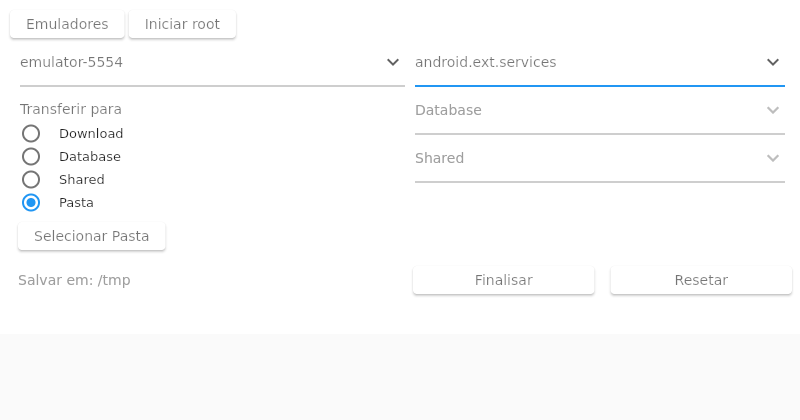 Emuladores
Iniciar root
emulator-5554
android.ext.services
Transferir para
Database
Download
Database
Shared
Shared
Pasta
Selecionar Pasta
Salvar em: /tmp
Finalisar
Resetar